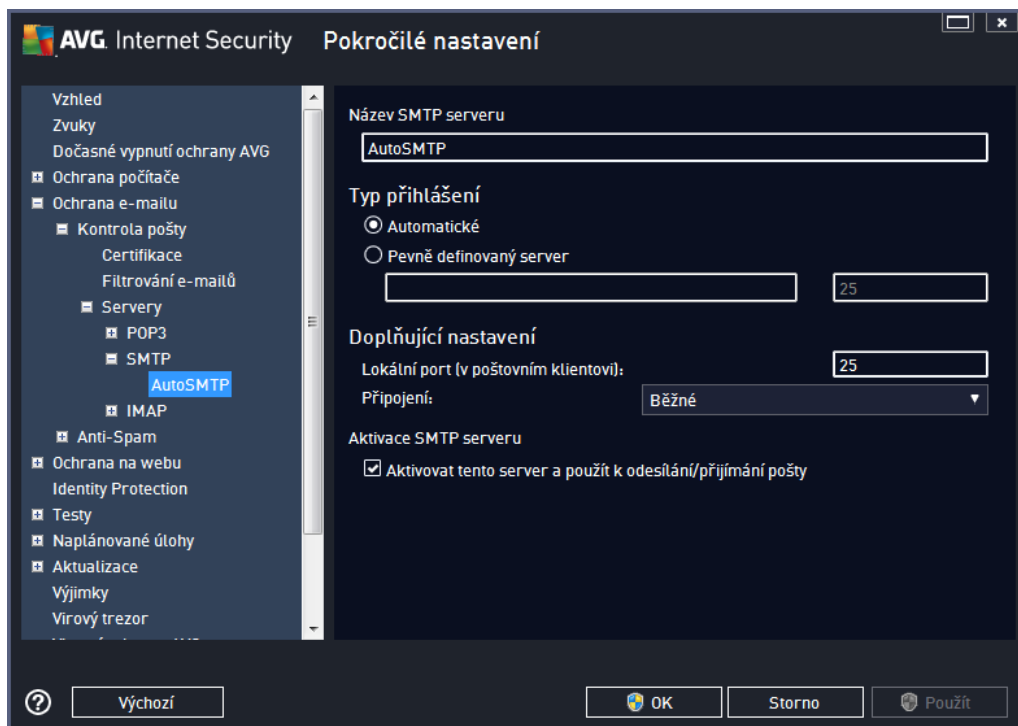 AVG. Internet Security Pokročilé nastavení
Vzhled
Zvuky
Dočasné vypnutí ochrany AVG
Ochrana počítače
Ochrana e-mailu
Kontrola pošty
Certifikace
Filtrování e-mailů
Servery
POP3
SMTP
AutoSMTP
IMAP
Anti-Spam
Ochrana na webu
Identity Protection
Testy
Naplánované úlohy
Aktualizace
Výjimky
Virový trezor
Název SMTP serveru
AutoSMTP
Typ přihlášení
Automatické
Pevně definovaný server
25
Doplňující nastavení
Lokální port (v poštovním klientovi): 25
Připojení: Běžné
Aktivace SMTP serveru
Aktivovat tento server a použít k odesílání/přijímání pošty
Výchozí OK Storno Použít